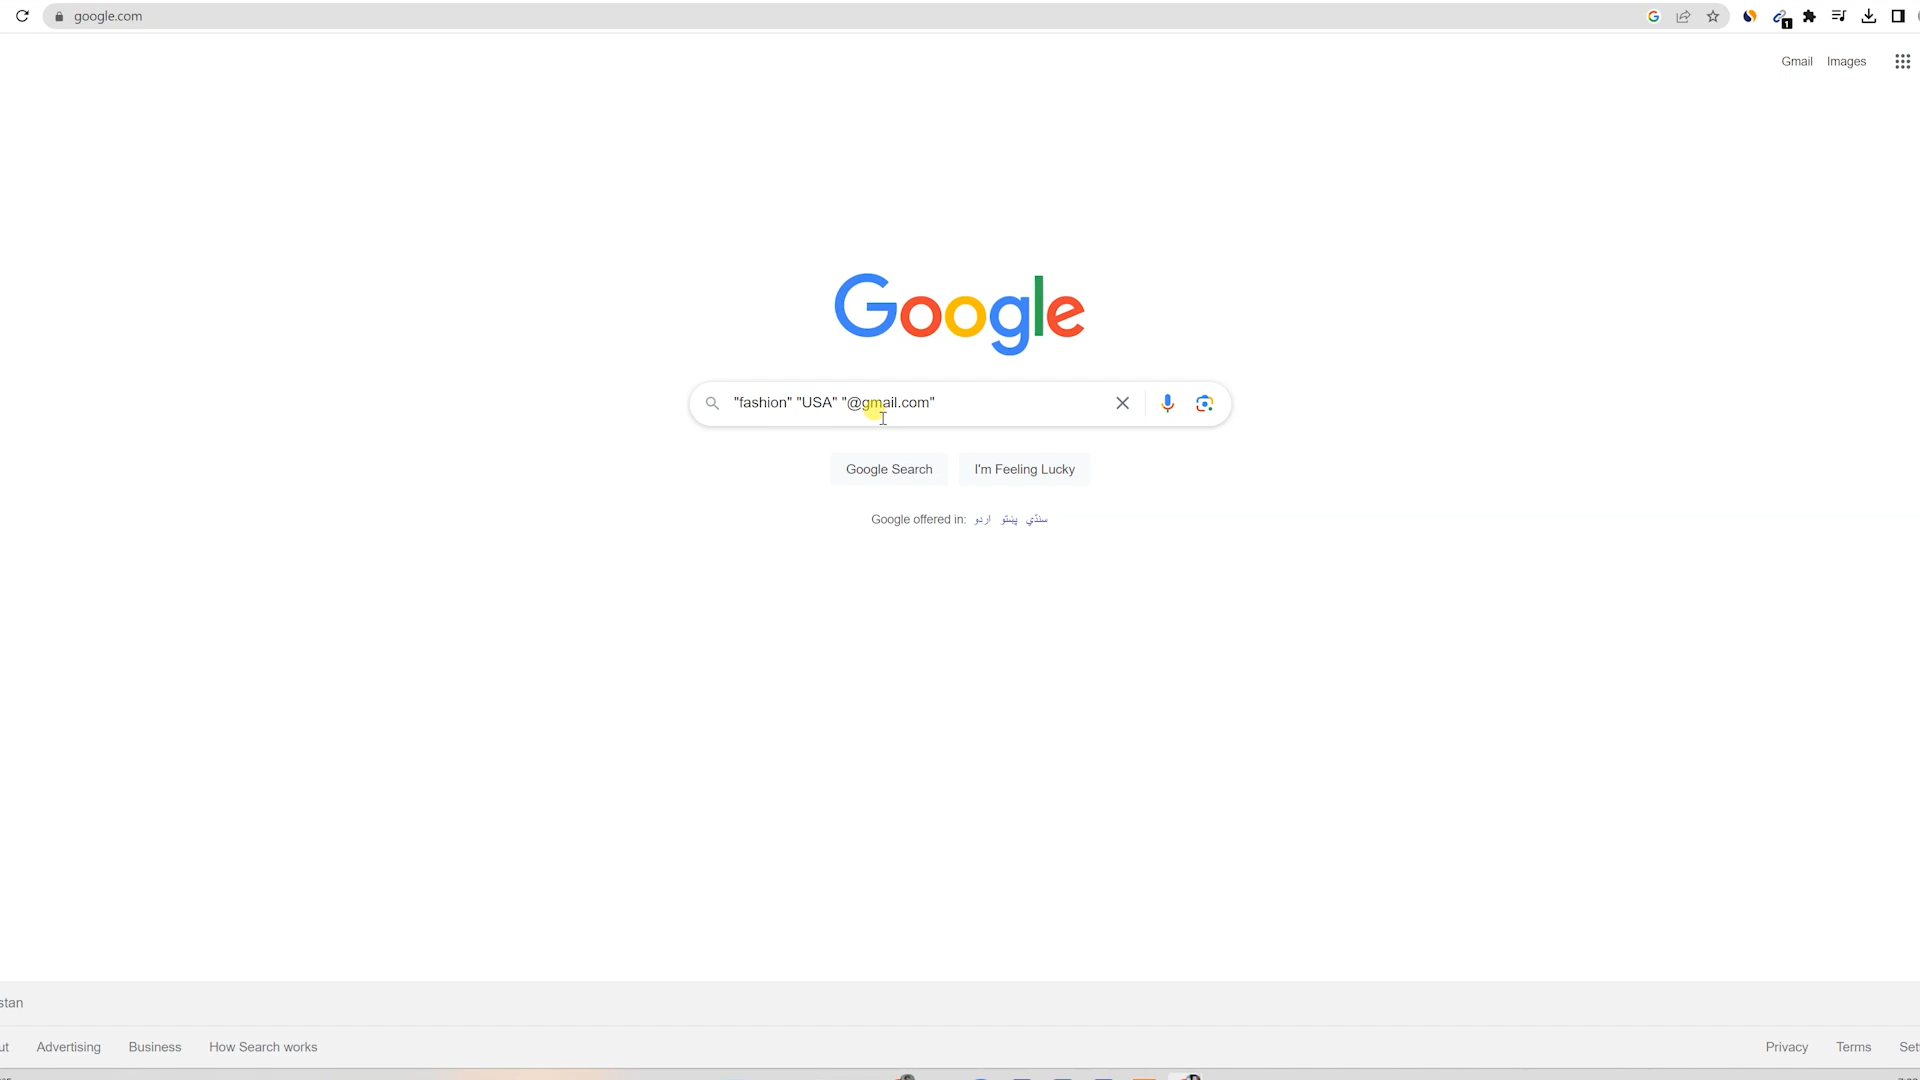 google.com
1
Gmail Images
Google
"fashion" "USA" "@gmail.com"
Google Search I'm Feeling Lucky
Google offered in: اردو پښتو سنڌي
stan
ut Advertising Business How Search works Privacy Terms Set